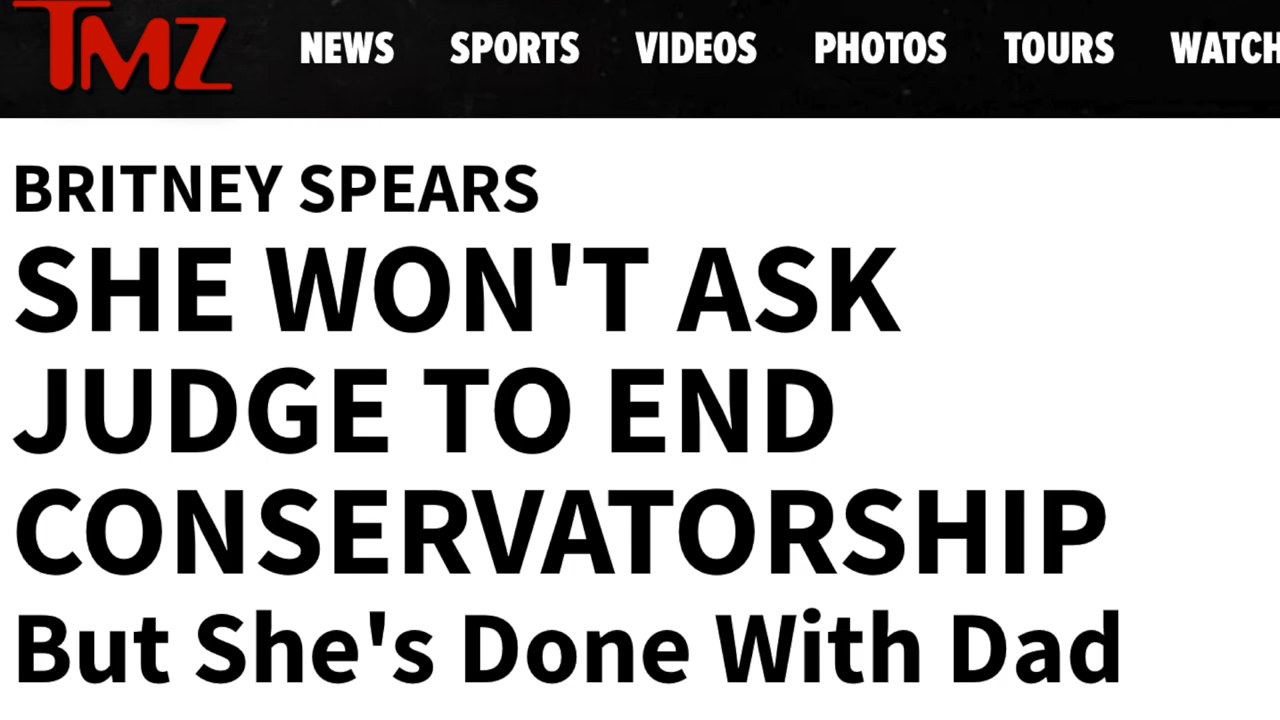 TMZ NEWS SPORTS VIDEOS PHOTOS TOURS WATCH
BRITNEY SPEARS
SHE WON'T ASK
JUDGE TO END
CONSERVATORSHIP
But She's Done With Dad